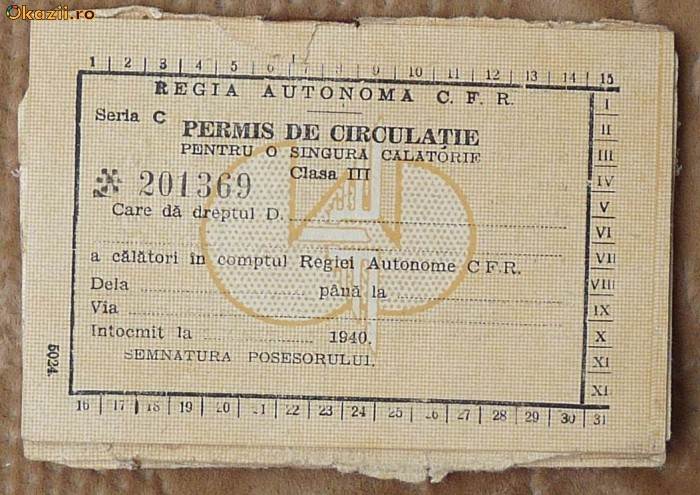 Okazii.ro
1 | 2 | 3 | 4 | 5 | 6 | 7 | 8 | 9 | 10 | 11 | 12 | 13 | 14 | 15
REGIA AUTONOMA C. F. R.
Seria C
PERMIS DE CIRCULAȚIE
PENTRU O SINGURA CALATORIE
Clasa III
201369
Care dă dreptul D.
a călători în comptul Regiei Autonome C F.R.
Dela până la
Via
Intocmit la 1940.
SEMNATURA POSESORULUI.
I
II
III
IV
V
VI
VII
VIII
IX
X
XI
XI
5024.
16 | 17 | 18 | 19 | 20 | 21 | 22 | 23 | 24 | 25 | 26 | 27 | 28 | 29 | 30 | 31